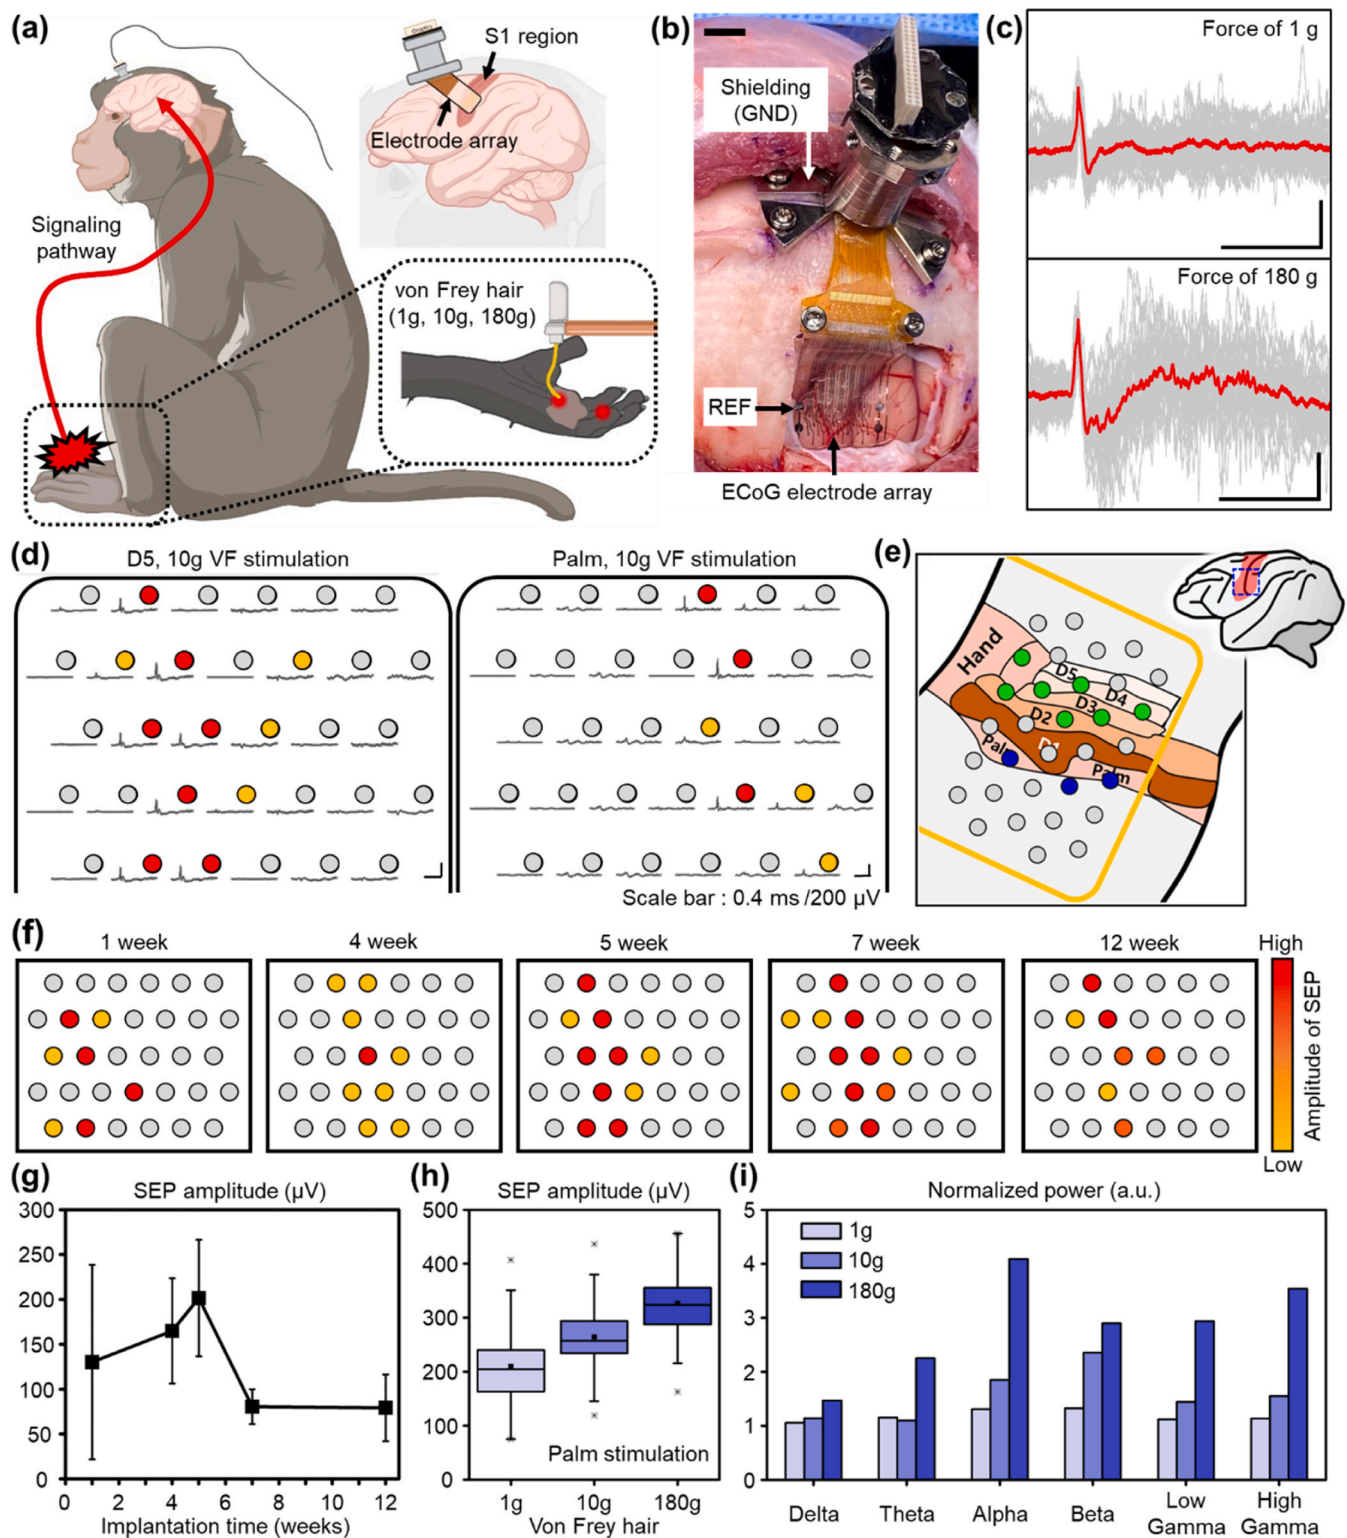 (a)
S1 region
Electrode array
Signaling
pathway
von Frey hair
(1g, 10g, 180g)
(b)
Shielding
(GND)
REF
ECoG electrode array
(c)
Force of 1 g
Force of 180 g
(d)
D5, 10g VF stimulation
Palm, 10g VF stimulation
Scale bar : 0.4 ms /200 µV
(e)
Hand
D5
D4
D3
D2
Palm
(f)
1 week
4 week
5 week
7 week
12 week
High
Amplitude of SEP
Low
(g)
SEP amplitude (µV)
300
250
200
150
100
50
0
0 2 4 6 8 10 12
Implantation time (weeks)
(h)
SEP amplitude (µV)
500
400
300
200
100
0
Palm stimulation
1g 10g 180g
Von Frey hair
(i)
Normalized power (a.u.)
5
4
3
2
1
0
1g
10g
180g
Delta Theta Alpha Beta Low High
Gamma Gamma